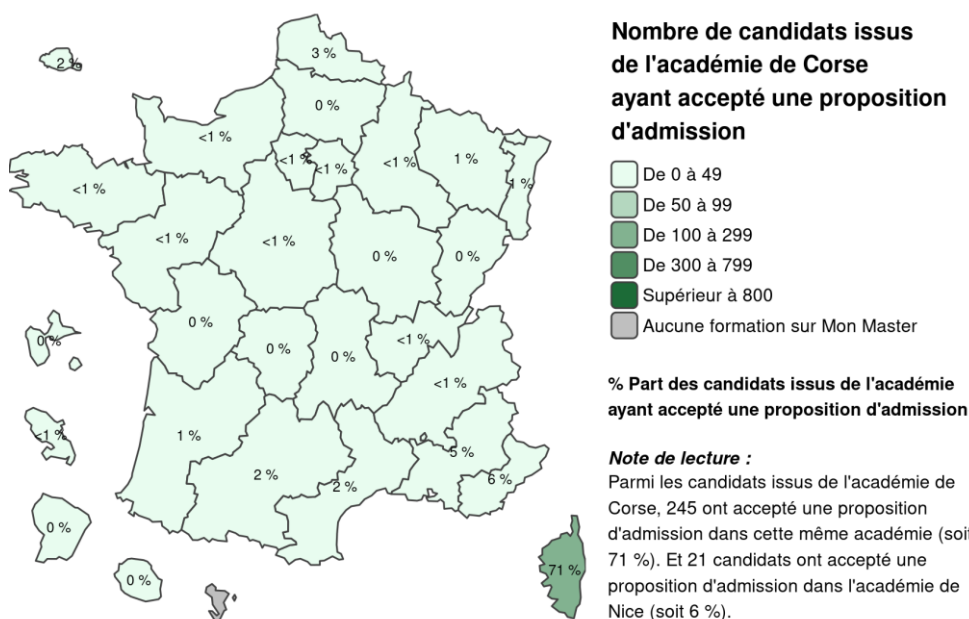 Nombre de candidats issus
de l'académie de Corse
ayant accepté une proposition
d'admission
De 0 à 49
De 50 à 99
De 100 à 299
De 300 à 799
Supérieur à 800
Aucune formation sur Mon Master
% Part des candidats issus de l'académie
ayant accepté une proposition d'admission
Note de lecture :
Parmi les candidats issus de l'académie de
Corse, 245 ont accepté une proposition
d'admission dans cette même académie (soit
71 %). Et 21 candidats ont accepté une
proposition d'admission dans l'académie de
Nice (soit 6 %).
3 %
2 %
0 %
<1 %
<1 %
<1 %
<1 %
1 %
1 %
<1 %
<1 %
<1 %
0 %
0 %
0 %
0 %
0 %
<1 %
0 %
<1 %
1 %
<1 %
5 %
2 %
2 %
6 %
0 %
0 %
71 %